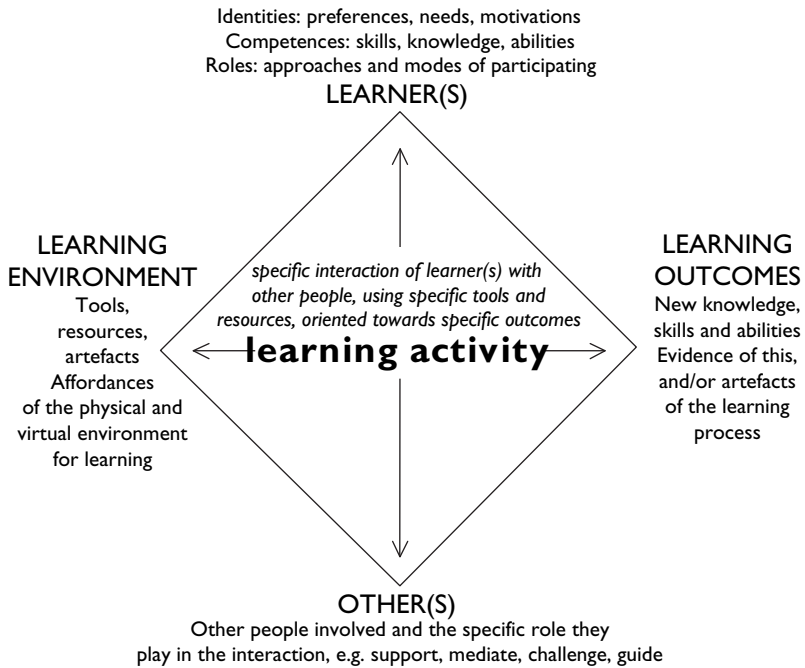 Identities: preferences, needs, motivations
Competences: skills, knowledge, abilities
Roles: approaches and modes of participating
LEARNER(S)
LEARNING
ENVIRONMENT
Tools,
resources,
artefacts
Affordances
of the physical and
virtual environment
for learning
specific interaction of learner(s) with
other people, using specific tools and
resources, oriented towards specific outcomes
learning activity
LEARNING
OUTCOMES
New knowledge,
skills and abilities
Evidence of this,
and/or artefacts
of the learning
process
OTHER(S)
Other people involved and the specific role they
play in the interaction, e.g. support, mediate, challenge, guide